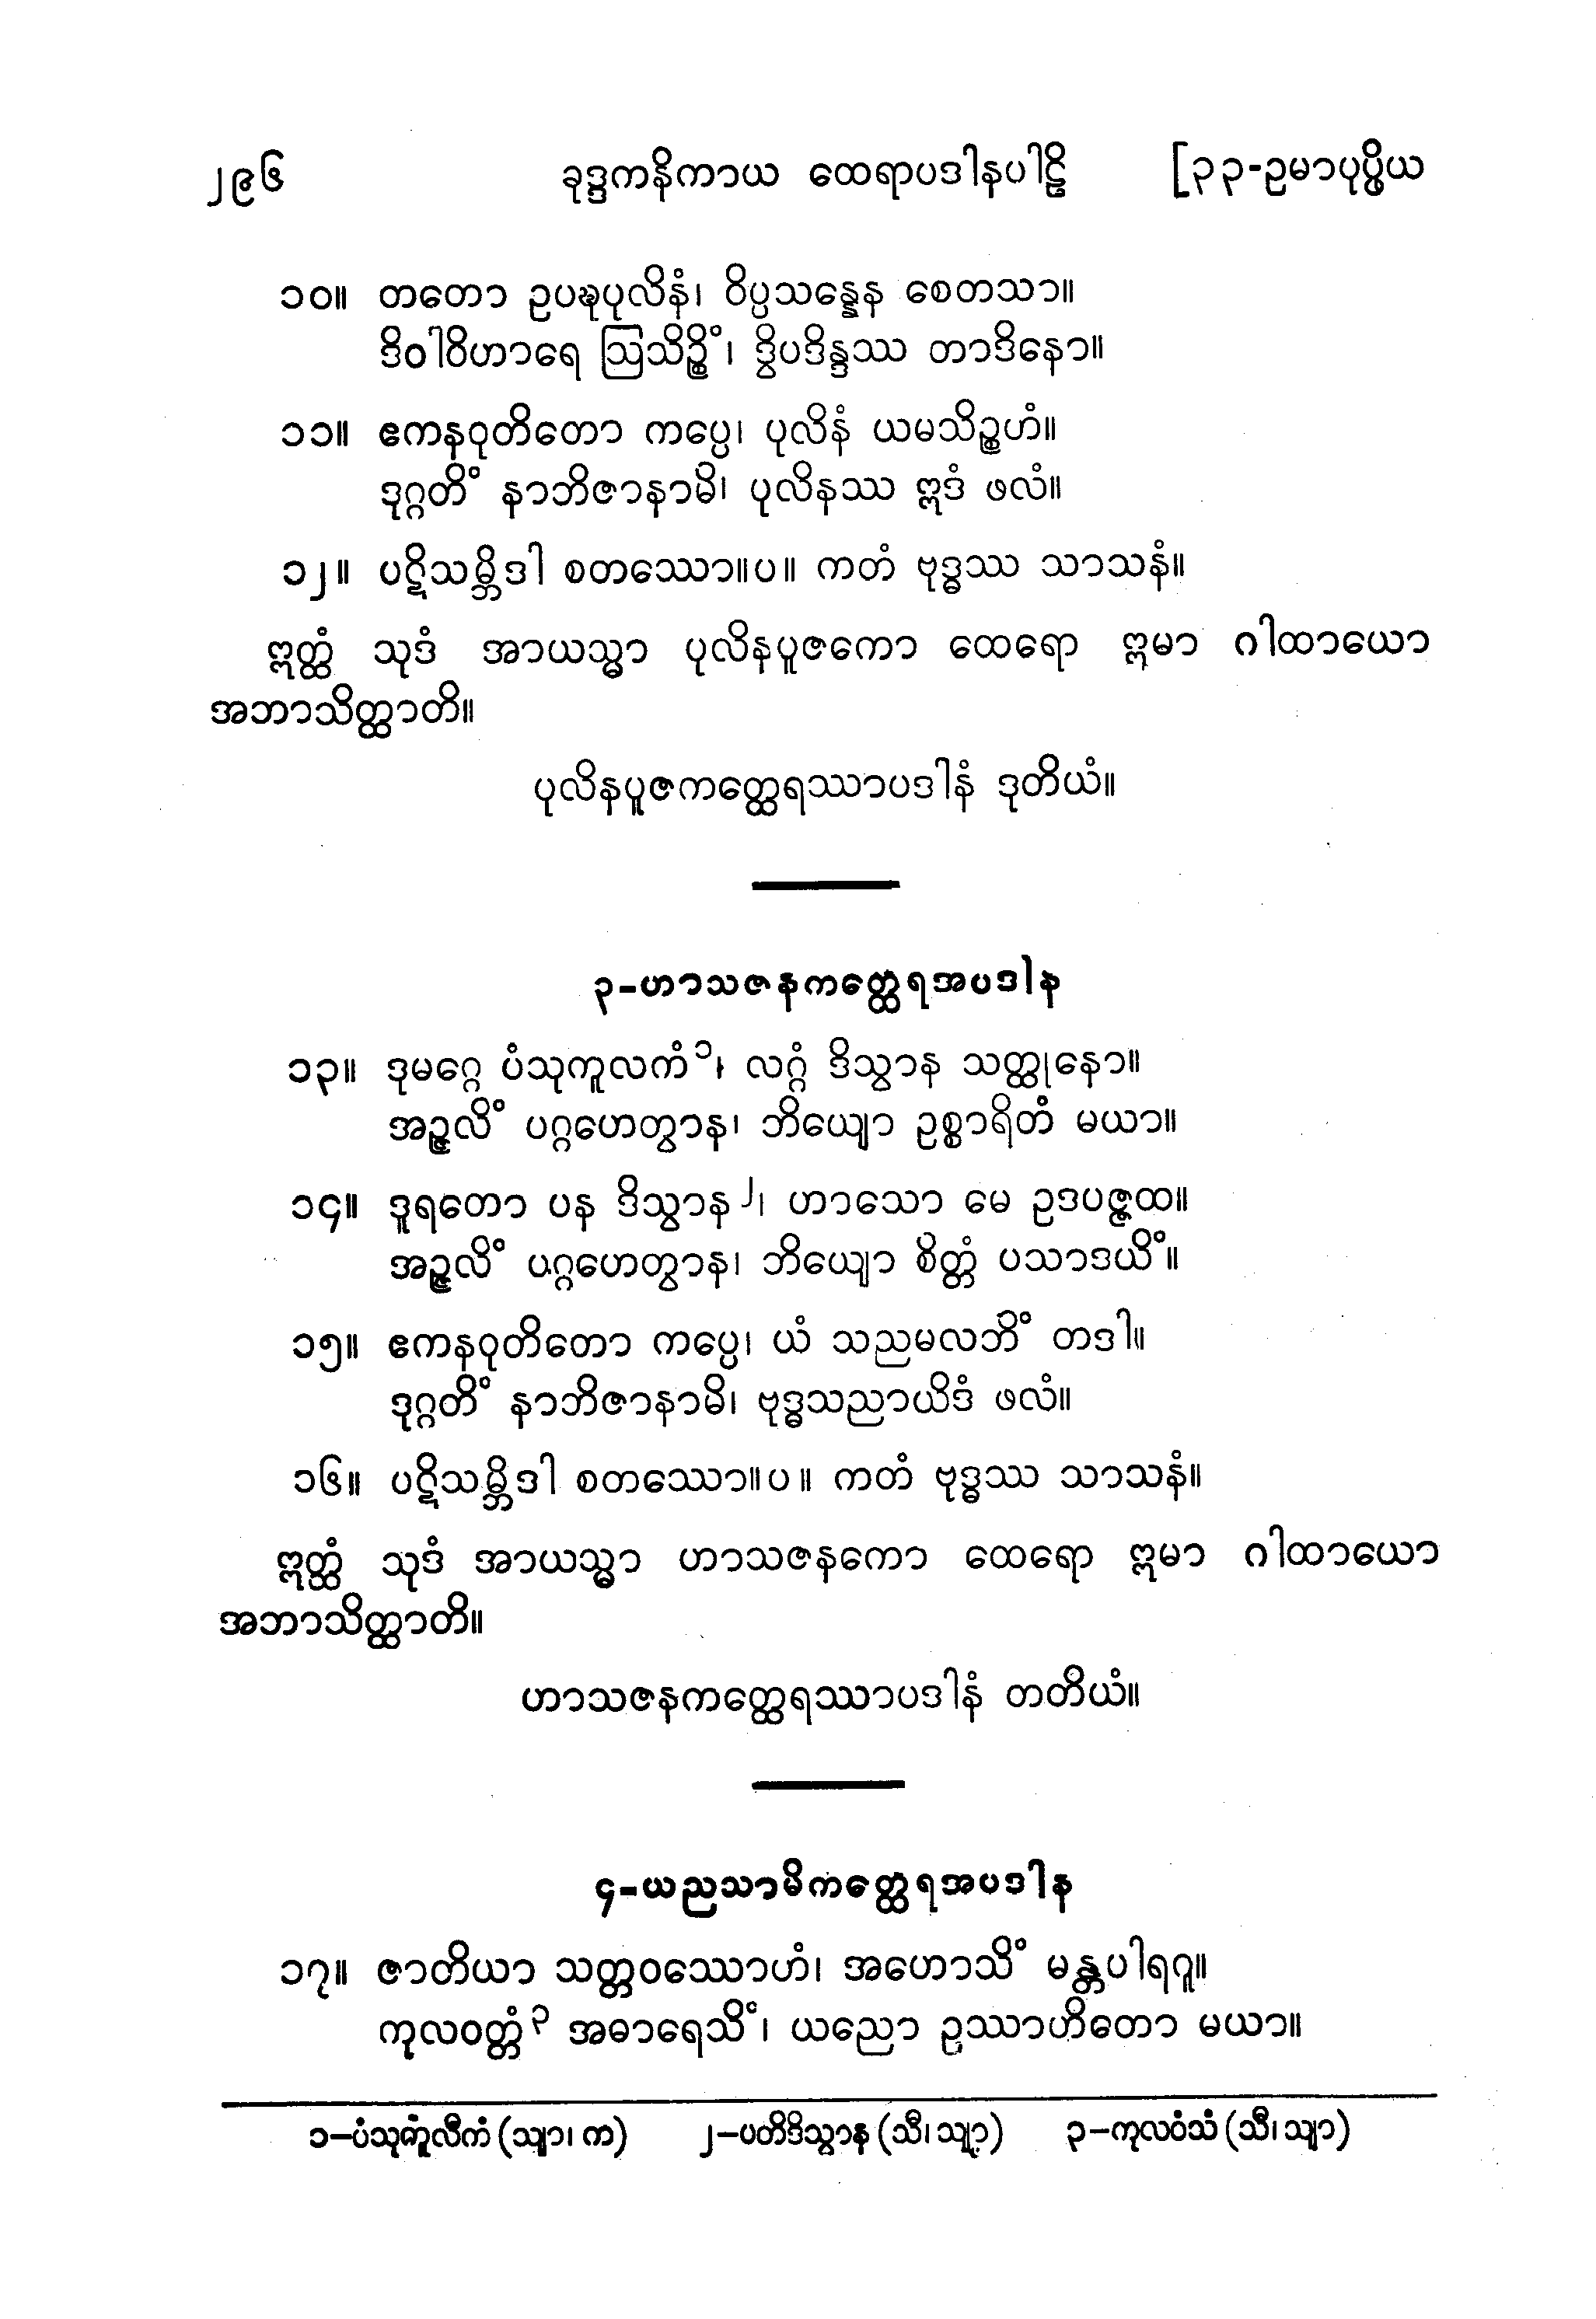 ၂၉၆ ခုဒ္ဒကနိကာယ ထေရာပဒါနပါဠိ [၃၃-ဥမာပုပ္ဖိယ
၁၀။ တတော ဥပဍ္ဎပုလိနံ၊ ဝိပ္ပသန္နေန စေတသာ။
ဒိဝါဝိဟာရေ ဩသိဉ္စိံ၊ ဒွိပဒိန္ဒဿ တာဒိနော။
၁၁။ ဧကနဝုတိတော ကပ္ပေ၊ ပုလိနံ ယမသိဉ္စဟံ။
ဒုဂ္ဂတိံ နာဘိဇာနာမိ၊ ပုလိနဿ ဣဒံ ဖလံ။
၁၂။ ပဋိသမ္ဘိဒါ စတဿော။ပ။ ကတံ ဗုဒ္ဓဿ သာသနံ။
ဣတ္ထံ သုဒံ အာယသ္မာ ပုလိနပူဇကော ထေရော ဣမာ ဂါထာယော
အဘာသိတ္ထာတိ။
ပုလိနပူဇကတ္ထေရဿာပဒါနံ ဒုတိယံ။
၃-ဟာသဇနကတ္ထေရအပဒါန
၁၃။ ဒုမဂ္ဂေ ပံသုကူလကံ၁၊ လဂ္ဂံ ဒိသွာန သတ္ထုနော။
အဉ္ဇလိံ ပဂ္ဂဟေတွာန၊ ဘိယျော ဥစ္စာရိတံ မယာ။
၁၄။ ဒူရတော ပန ဒိသွာန၂၊ ဟာသော မေ ဥဒပဇ္ဇထ။
အဉ္ဇလိံ ပဂ္ဂဟေတွာန၊ ဘိယျော စိတ္တံ ပသာဒယိံ။
၁၅။ ဧကနဝုတိတော ကပ္ပေ၊ ယံ သညမလဘိံ တဒါ။
ဒုဂ္ဂတိံ နာဘိဇာနာမိ၊ ဗုဒ္ဓသညာယိဒံ ဖလံ။
၁၆။ ပဋိသမ္ဘိဒါ စတဿော။ပ။ ကတံ ဗုဒ္ဓဿ သာသနံ။
ဣတ္ထံ သုဒံ အာယသ္မာ ဟာသဇနကော ထေရော ဣမာ ဂါထာယော
အဘာသိတ္ထာတိ။
ဟာသဇနကတ္ထေရဿာပဒါနံ တတိယံ။
၄-ယညသာမိကတ္ထေရအပဒါန
၁၇။ ဇာတိယာ သတ္တဝဿောဟံ၊ အဟောသိံ မန္တပါရဂူ။
ကုလဝတ္တံ၃ အဓာရေသိံ၊ ယညော ဥဿာဟိတော မယာ။
၁-ပံသုကူလိကံ (သျာ၊ က) ၂-ပတိဒိသွာန (သီ၊ သျာ) ၃-ကုလဝံသံ (သီ၊ သျာ)